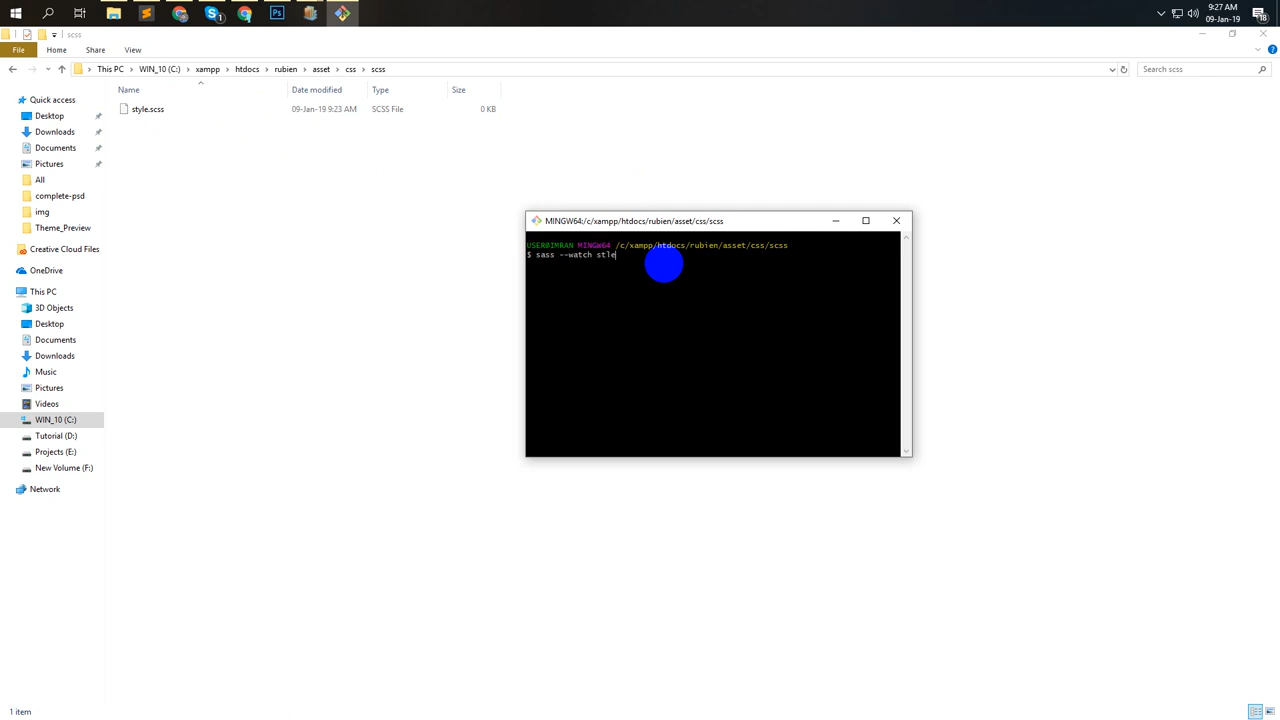 9:27 AM
09-Jan-19
18
1
scss
File Home Share View
This PC WIN_10 (C:) xampp htdocs rubien asset css scss
Search scss
Name Date modified Type Size
style.scss 09-Jan-19 9:23 AM SCSS File 0 KB
Quick access
Desktop
Downloads
Documents
Pictures
All
complete-psd
img
Theme_Preview
Creative Cloud Files
OneDrive
This PC
3D Objects
Desktop
Documents
Downloads
Music
Pictures
Videos
WIN_10 (C:)
Tutorial (D:)
Projects (E:)
New Volume (F:)
Network
MINGW64:/c/xampp/htdocs/rubien/asset/css/scss
USER@IMRAN MINGW64 /c/xampp/htdocs/rubien/asset/css/scss
$ sass --watch stle
1 item